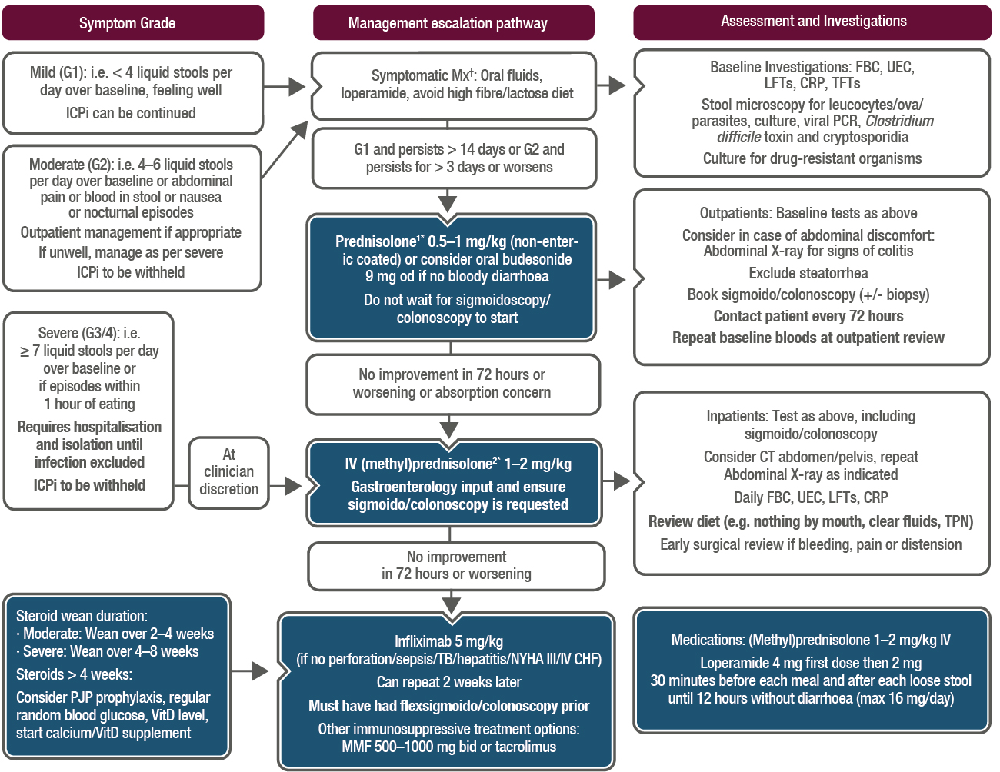 Symptom Grade
Management escalation pathway
Assessment and Investigations
Mild (G1): i.e. < 4 liquid stools per
day over baseline, feeling well
ICPi can be continued
Symptomatic Mx†: Oral fluids,
loperamide, avoid high fibre/lactose diet
Baseline Investigations: FBC, UEC,
LFTs, CRP, TFTs
Stool microscopy for leucocytes/ova/
parasites, culture, viral PCR, Clostridium
difficile toxin and cryptosporidia
Culture for drug-resistant organisms
Moderate (G2): i.e. 4–6 liquid stools
per day over baseline or abdominal
pain or blood in stool or nausea
or nocturnal episodes
Outpatient management if appropriate
If unwell, manage as per severe
ICPi to be withheld
G1 and persists > 14 days or G2 and
persists for > 3 days or worsens
Prednisolone1* 0.5–1 mg/kg (non-enter-
ic coated) or consider oral budesonide
9 mg od if no bloody diarrhoea
Do not wait for sigmoidoscopy/
colonoscopy to start
Outpatients: Baseline tests as above
Consider in case of abdominal discomfort:
Abdominal X-ray for signs of colitis
Exclude steatorrhea
Book sigmoido/colonoscopy (+/- biopsy)
Contact patient every 72 hours
Repeat baseline bloods at outpatient review
Severe (G3/4): i.e.
≥ 7 liquid stools per day
over baseline or
if episodes within
1 hour of eating
Requires hospitalisation
and isolation until
infection excluded
ICPi to be withheld
At
clinician
discretion
No improvement in 72 hours or
worsening or absorption concern
IV (methyl)prednisolone2* 1–2 mg/kg
Gastroenterology input and ensure
sigmoido/colonoscopy is requested
Inpatients: Test as above, including
sigmoido/colonoscopy
Consider CT abdomen/pelvis, repeat
Abdominal X-ray as indicated
Daily FBC, UEC, LFTs, CRP
Review diet (e.g. nothing by mouth, clear fluids, TPN)
Early surgical review if bleeding, pain or distension
No improvement
in 72 hours or worsening
Steroid wean duration:
· Moderate: Wean over 2–4 weeks
· Severe: Wean over 4–8 weeks
Steroids > 4 weeks:
Consider PJP prophylaxis, regular
random blood glucose, VitD level,
start calcium/VitD supplement
Infliximab 5 mg/kg
(if no perforation/sepsis/TB/hepatitis/NYHA III/IV CHF)
Can repeat 2 weeks later
Must have had flexsigmoido/colonoscopy prior
Other immunosuppressive treatment options:
MMF 500–1000 mg bid or tacrolimus
Medications: (Methyl)prednisolone 1–2 mg/kg IV
Loperamide 4 mg first dose then 2 mg
30 minutes before each meal and after each loose stool
until 12 hours without diarrhoea (max 16 mg/day)